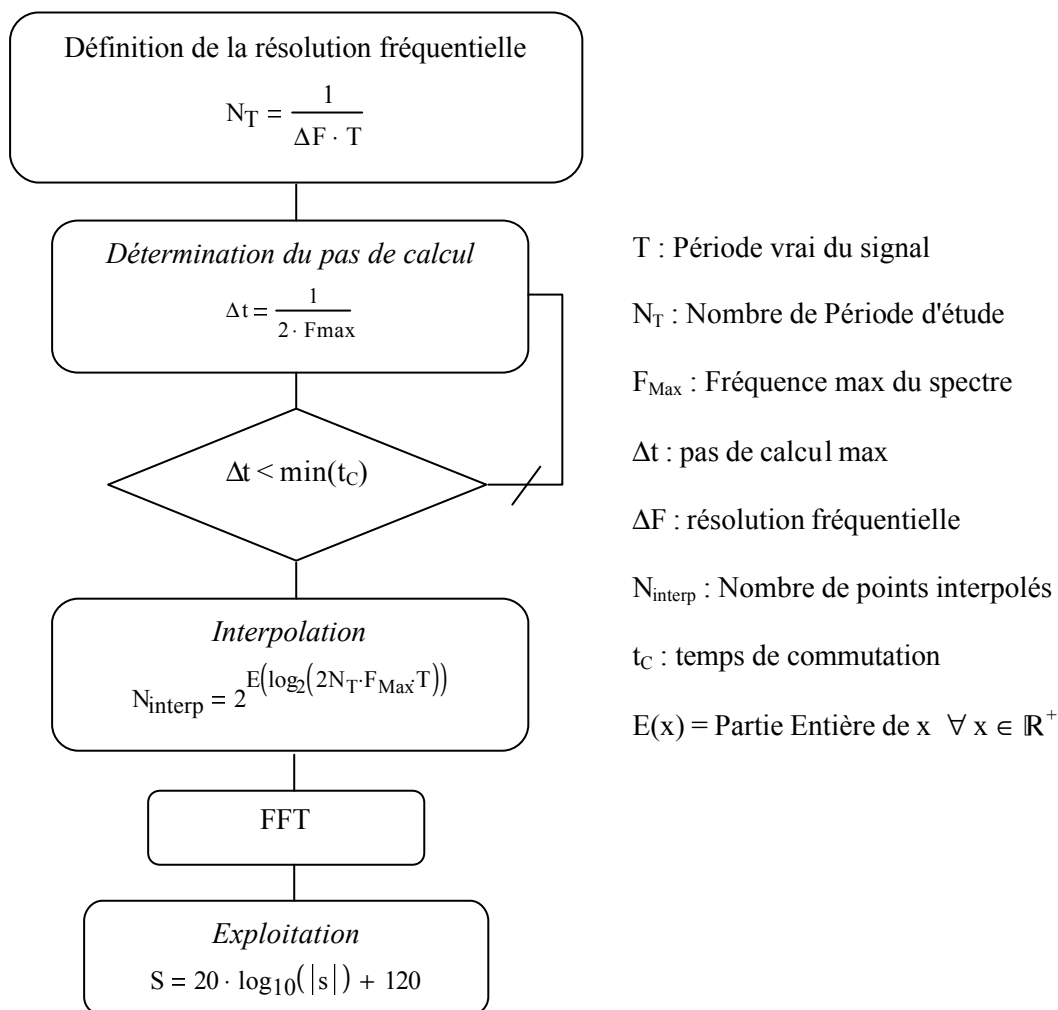 Définition de la résolution fréquentielle
N_T = 1 / (ΔF · T)
Détermination du pas de calcul
Δt = 1 / (2 · Fmax)
Δt < min(t_C)
Interpolation
N_interp = 2^E(log_2(2N_T·F_Max·T))
FFT
Exploitation
S = 20 · log_10(|s|) + 120
T : Période vrai du signal
N_T : Nombre de Période d'étude
F_Max : Fréquence max du spectre
Δt : pas de calcul max
ΔF : résolution fréquentielle
N_interp : Nombre de points interpolés
t_C : temps de commutation
E(x) = Partie Entière de x ∀ x ∈ ℝ^+